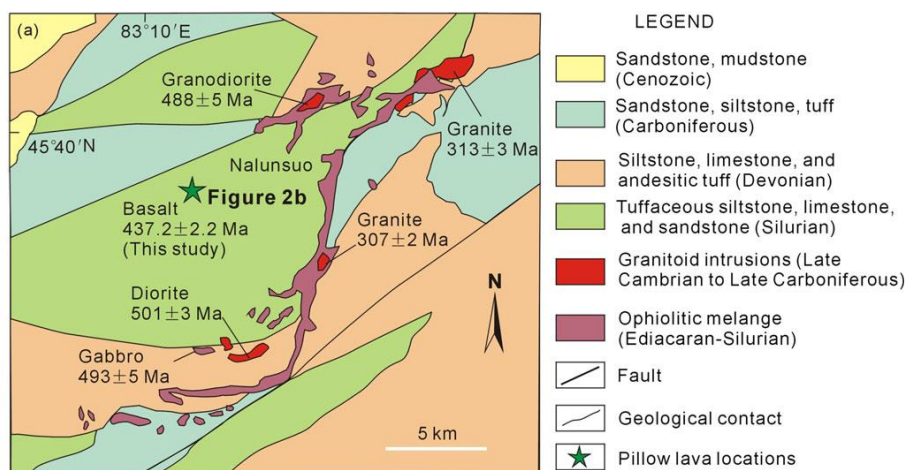 (a)
83°10′E
Granodiorite
488±5 Ma
45°40′N
Granite
313±3 Ma
Nalunsuo
Figure 2b
Basalt
437.2±2.2 Ma
(This study)
Granite
307±2 Ma
Diorite
501±3 Ma
N
Gabbro
493±5 Ma
5 km
LEGEND
Sandstone, mudstone
(Cenozoic)
Sandstone, siltstone, tuff
(Carboniferous)
Siltstone, limestone, and
andesitic tuff (Devonian)
Tuffaceous siltstone, limestone,
and sandstone (Silurian)
Granitoid intrusions (Late
Cambrian to Late Carboniferous)
Ophiolitic melange
(Ediacaran-Silurian)
Fault
Geological contact
Pillow lava locations